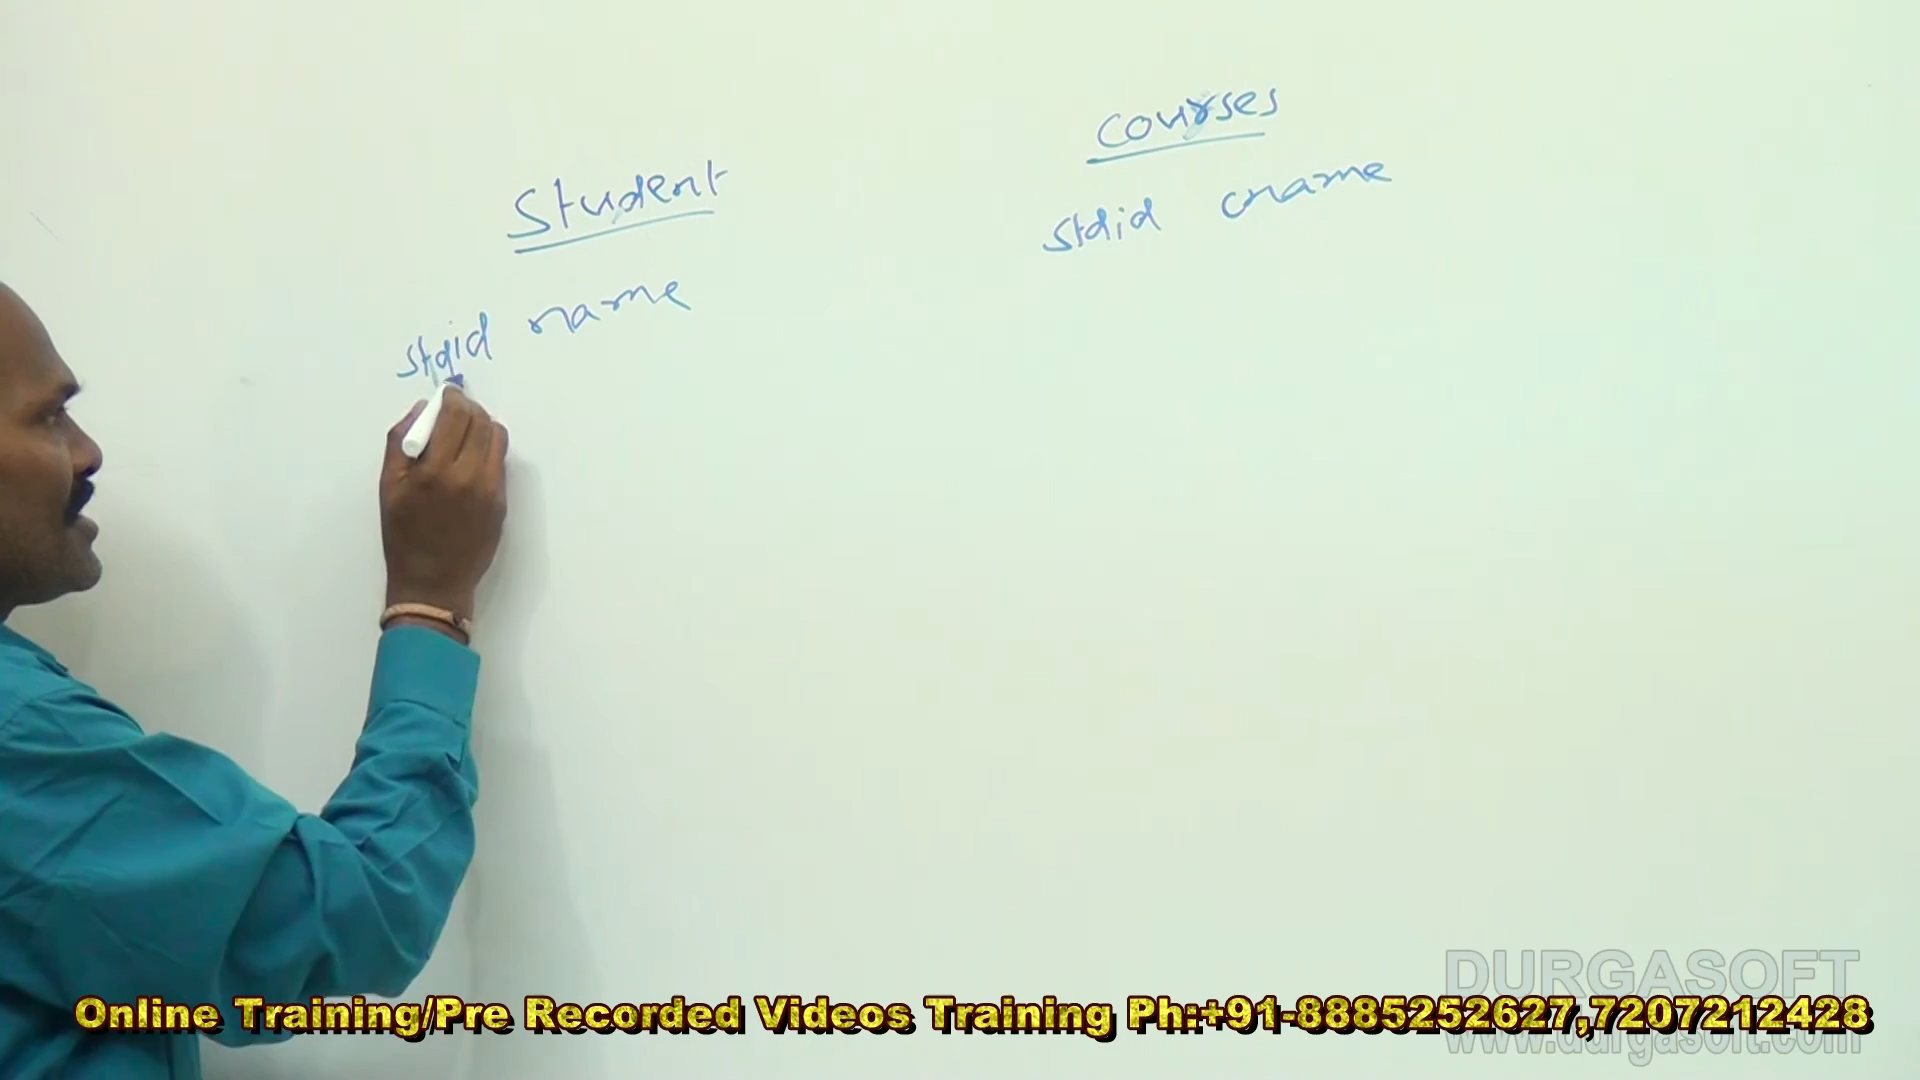 Courses
stdid cname
Student
stdid name
DURGASOFT
Online Training/Pre Recorded Videos Training Ph:+91-8885252627,7207212428
www.durgasoft.com